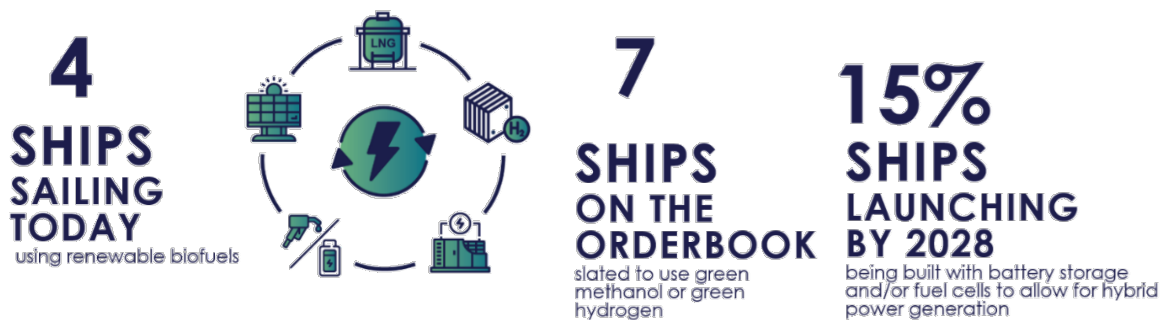 4
SHIPS
SAILING
TODAY
using renewable biofuels
LNG
H₂
7
SHIPS
ON THE
ORDERBOOK
slated to use green
methanol or green
hydrogen
15%
SHIPS
LAUNCHING
BY 2028
being built with battery storage
and/or fuel cells to allow for hybrid
power generation